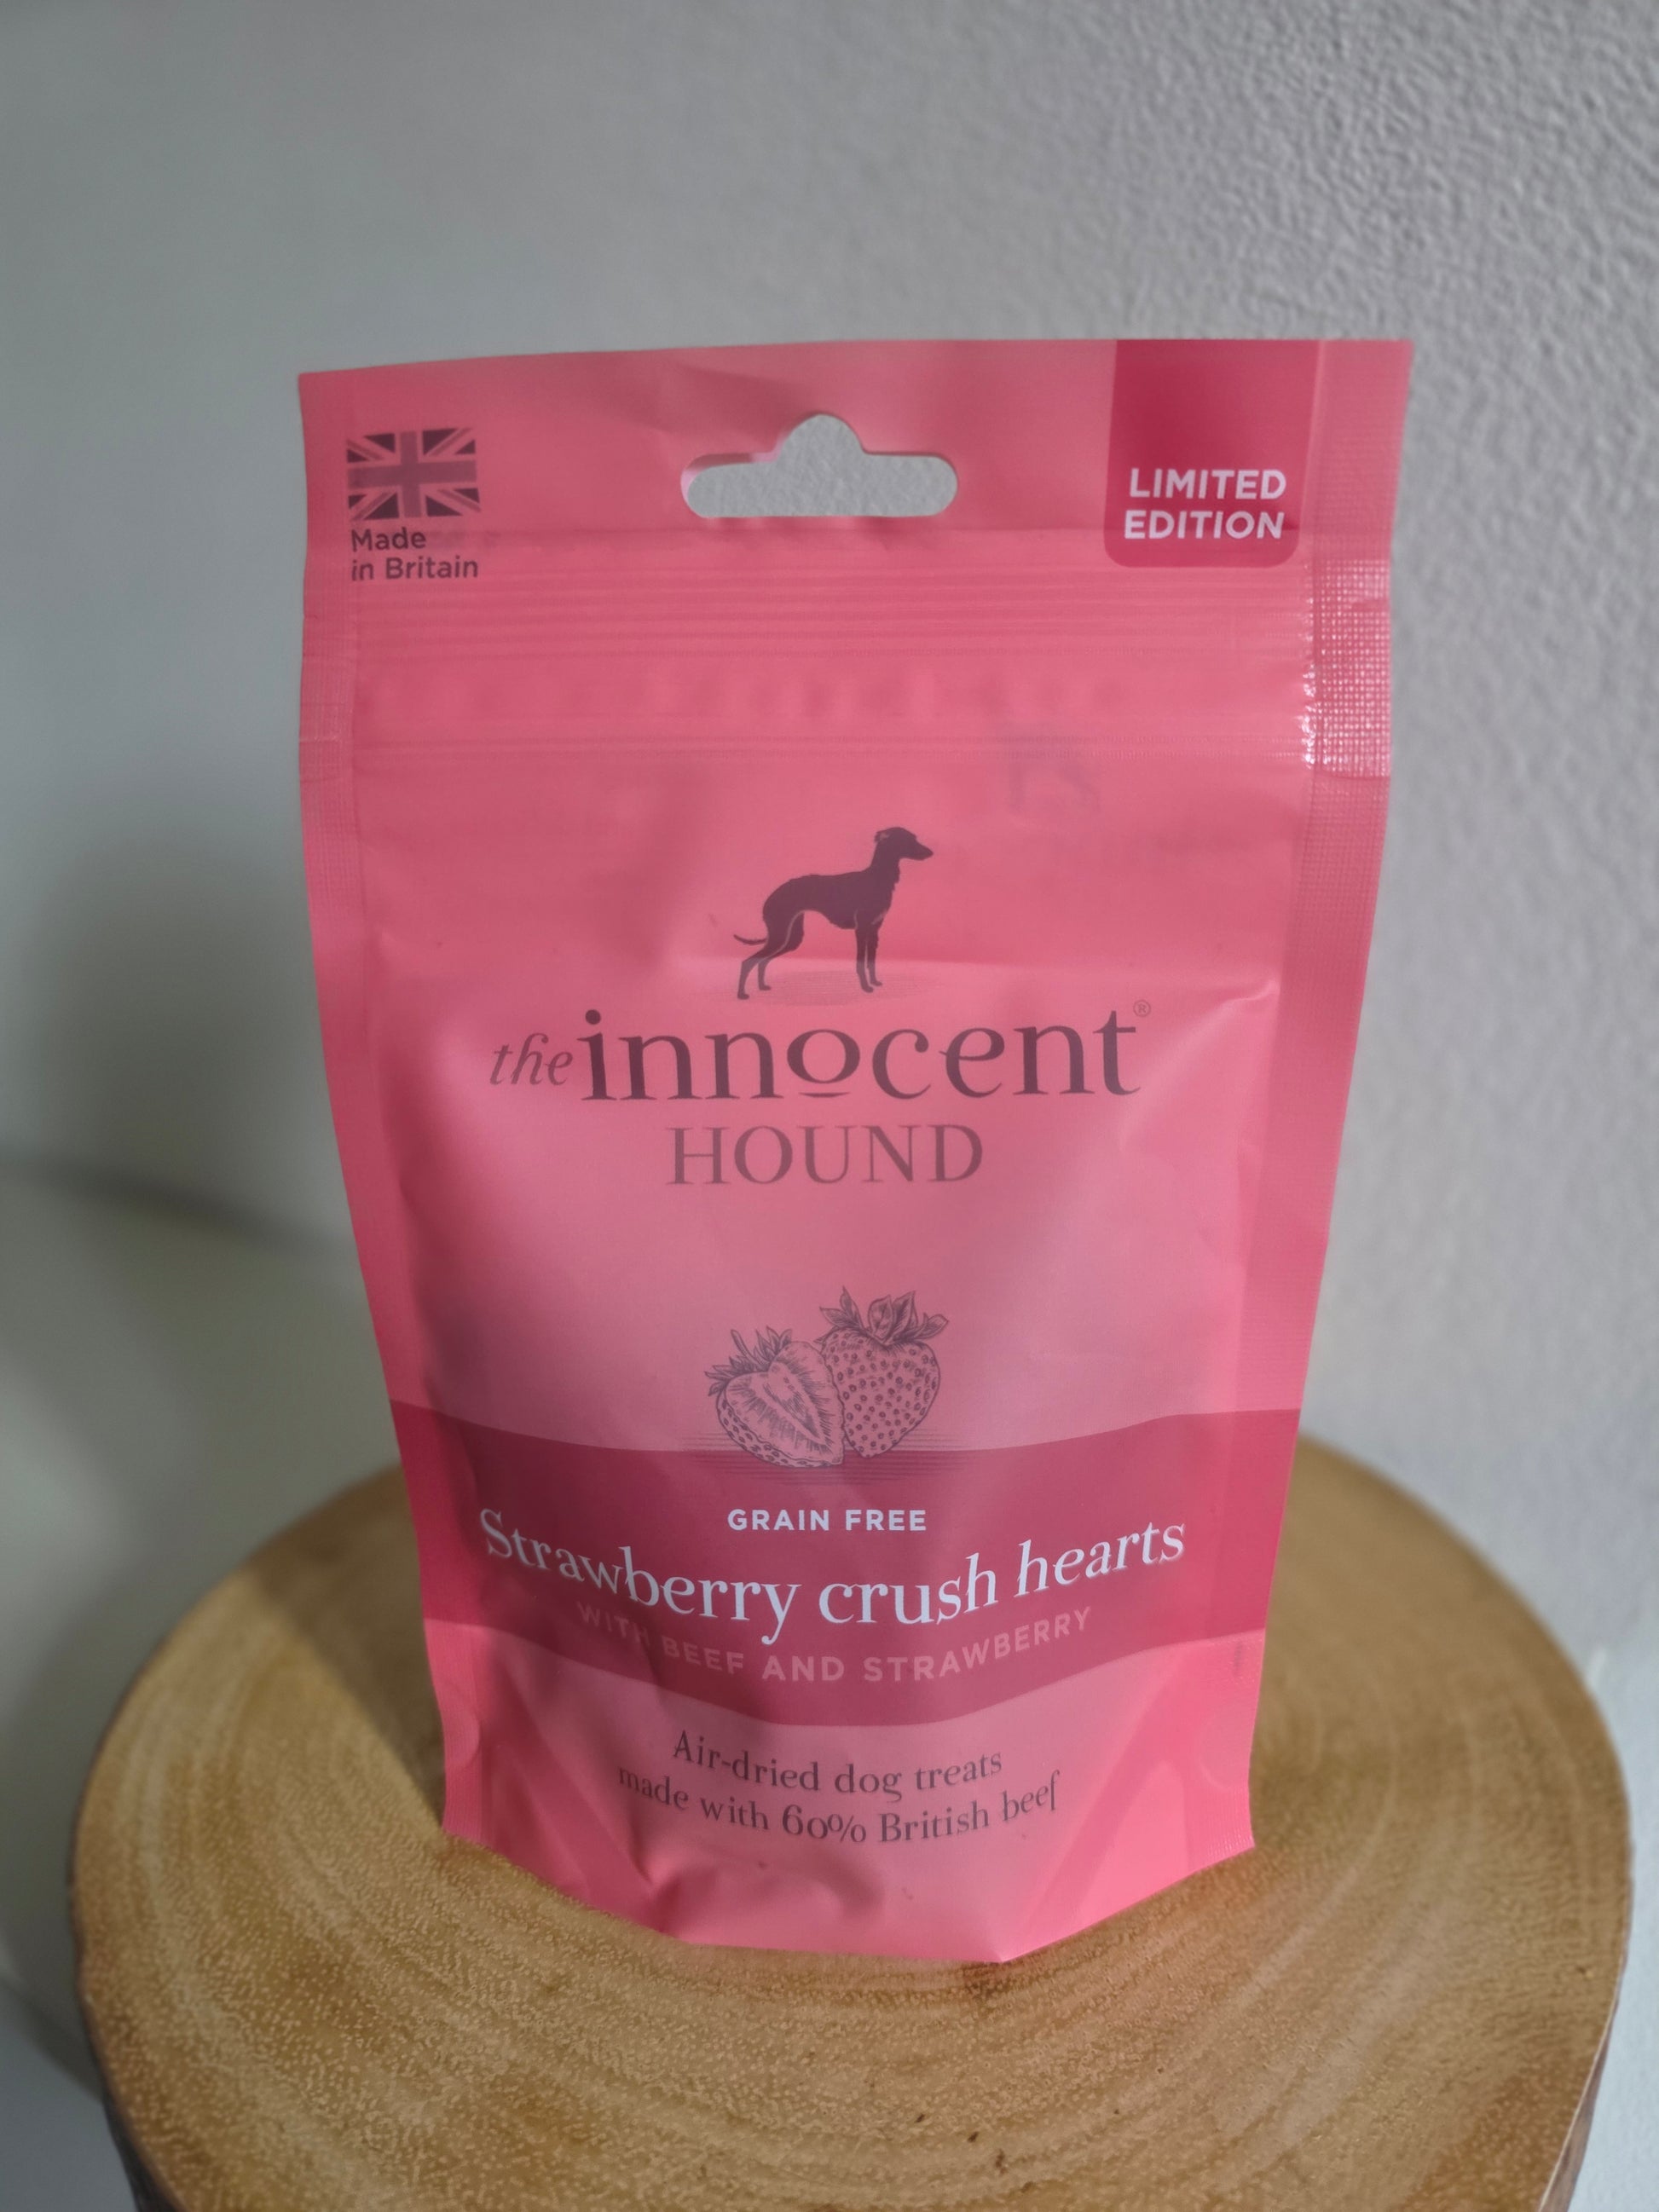 Made
in Britain
LIMITED
EDITION
the innocent®
HOUND
GRAIN FREE
Strawberry crush hearts
WITH BEEF AND STRAWBERRY
Air-dried dog treats
made with 60% British beef